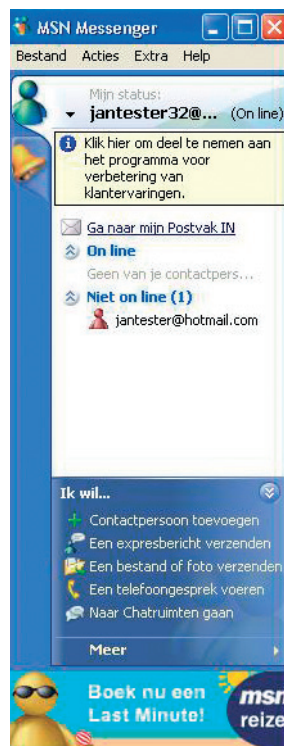 MSN Messenger
Bestand Acties Extra Help
Mijn status:
jantester32@... (On line)
Klik hier om deel te nemen aan
het programma voor
verbetering van
klantervaringen.
Ga naar mijn Postvak IN
On line
Geen van je contactpers...
Niet on line (1)
jantester@hotmail.com
Ik wil...
Contactpersoon toevoegen
Een expresbericht verzenden
Een bestand of foto verzenden
Een telefoongesprek voeren
Naar Chatruimten gaan
Meer
Boek nu een
Last Minute!
msn
reize